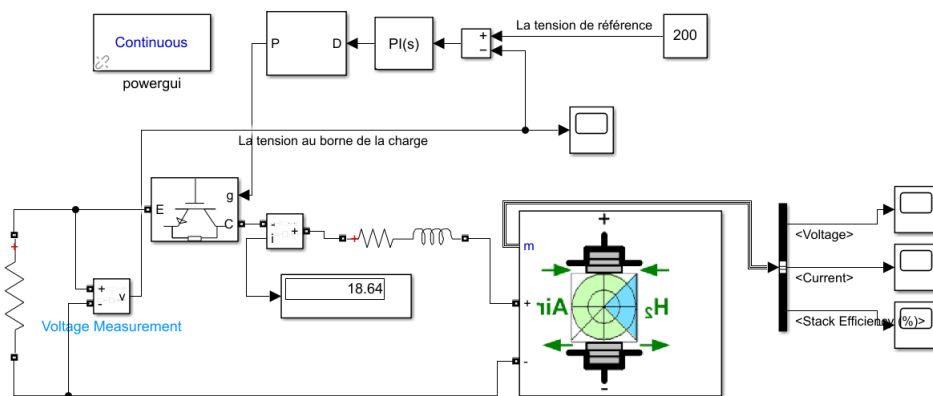 La tension de référence
200
Continuous
powergui
P
D
PI(s)
+
−
La tension au borne de la charge
g
E
C
-
+
i
18.64
+
-
v
Voltage Measurement
m
+
Air
H2
+
-
-
<Voltage>
<Current>
<Stack Efficiency (%)>